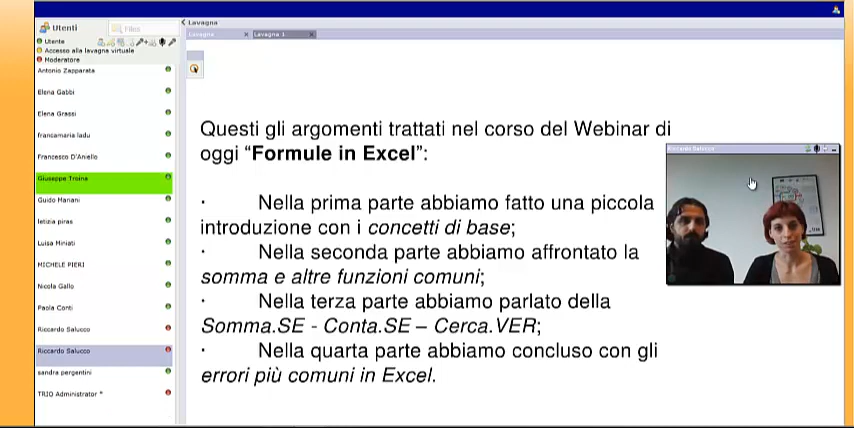 Utenti
Files
Lavagna
Lavagna
Lavagna 1
Utente
Accesso alla lavagna virtuale
Moderatore
Antonio Zapparata
Elena Gabbi
Elena Grassi
francamaria ladu
Francesco D'Aniello
Giuseppe Troina
Guido Mariani
letizia piras
Luisa Miniati
MICHELE PIERI
Nicola Gallo
Paola Conti
Riccardo Salucco
Riccardo Salucco
sandra pergentini
TRIO Administrator *
Questi gli argomenti trattati nel corso del Webinar di
oggi “Formule in Excel”:
· Nella prima parte abbiamo fatto una piccola
introduzione con i concetti di base;
· Nella seconda parte abbiamo affrontato la
somma e altre funzioni comuni;
· Nella terza parte abbiamo parlato della
Somma.SE - Conta.SE – Cerca.VER;
· Nella quarta parte abbiamo concluso con gli
errori più comuni in Excel.
Riccardo Salucco